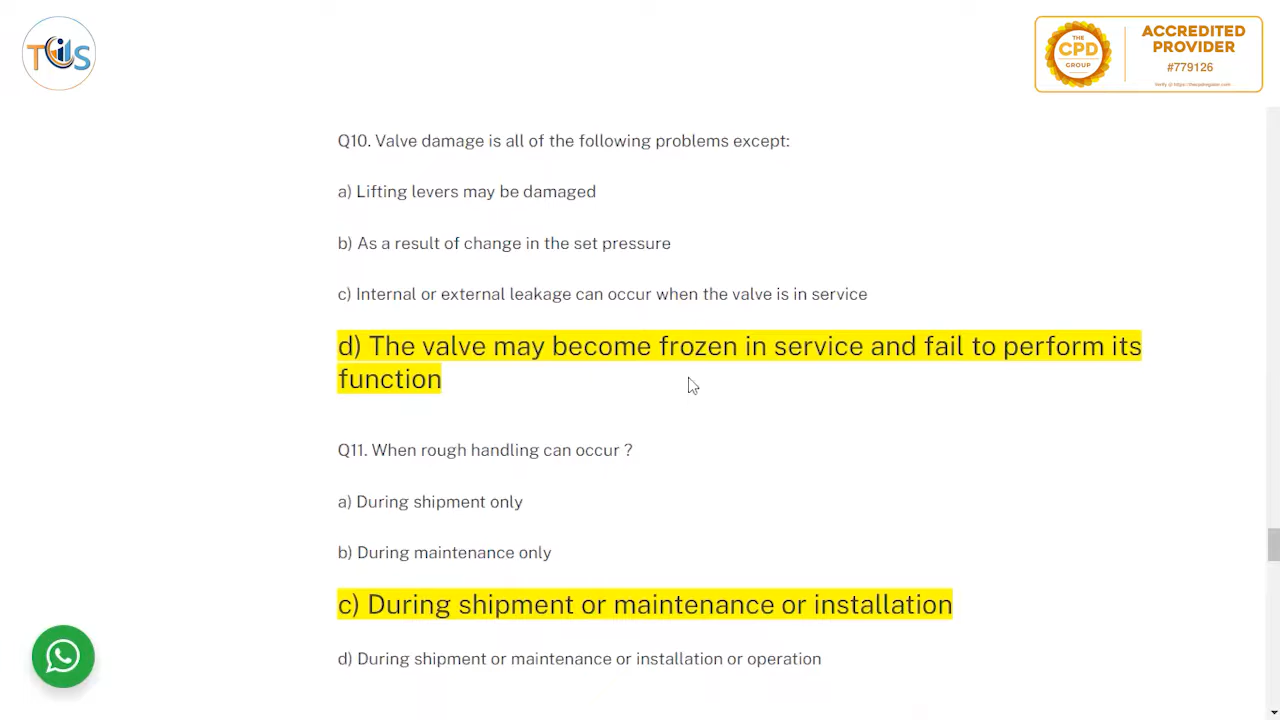 TCIS
THE
CPD
GROUP
ACCREDITED
PROVIDER
#779126
Q10. Valve damage is all of the following problems except:
a) Lifting levers may be damaged
b) As a result of change in the set pressure
c) Internal or external leakage can occur when the valve is in service
d) The valve may become frozen in service and fail to perform its
function
Q11. When rough handling can occur ?
a) During shipment only
b) During maintenance only
c) During shipment or maintenance or installation
d) During shipment or maintenance or installation or operation